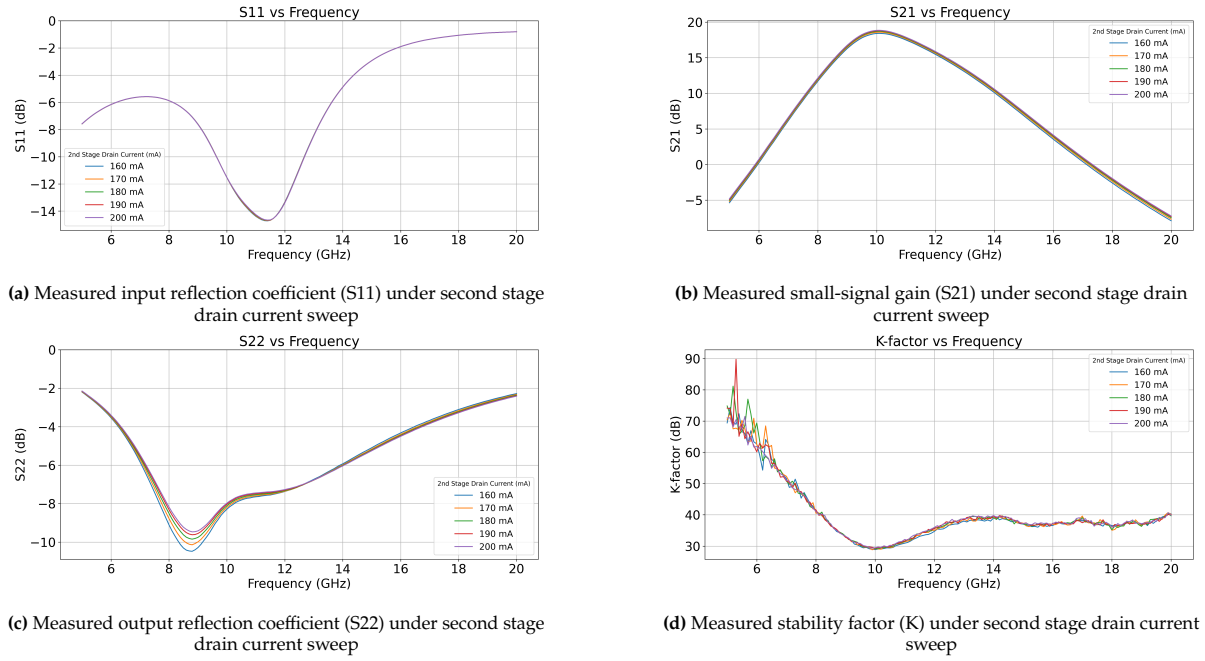 S11 vs Frequency
0
−2
−4
−6
−8
−10
−12
−14
S11 (dB)
2nd Stage Drain Current (mA)
160 mA
170 mA
180 mA
190 mA
200 mA
6 8 10 12 14 16 18 20
Frequency (GHz)
(a) Measured input reflection coefficient (S11) under second stage
drain current sweep
S21 vs Frequency
20
15
10
5
0
−5
S21 (dB)
2nd Stage Drain Current (mA)
160 mA
170 mA
180 mA
190 mA
200 mA
6 8 10 12 14 16 18 20
Frequency (GHz)
(b) Measured small-signal gain (S21) under second stage drain
current sweep
S22 vs Frequency
0
−2
−4
−6
−8
−10
S22 (dB)
2nd Stage Drain Current (mA)
160 mA
170 mA
180 mA
190 mA
200 mA
6 8 10 12 14 16 18 20
Frequency (GHz)
(c) Measured output reflection coefficient (S22) under second stage
drain current sweep
K-factor vs Frequency
90
80
70
60
50
40
30
K-factor (dB)
2nd Stage Drain Current (mA)
160 mA
170 mA
180 mA
190 mA
200 mA
6 8 10 12 14 16 18 20
Frequency (GHz)
(d) Measured stability factor (K) under second stage drain current
sweep